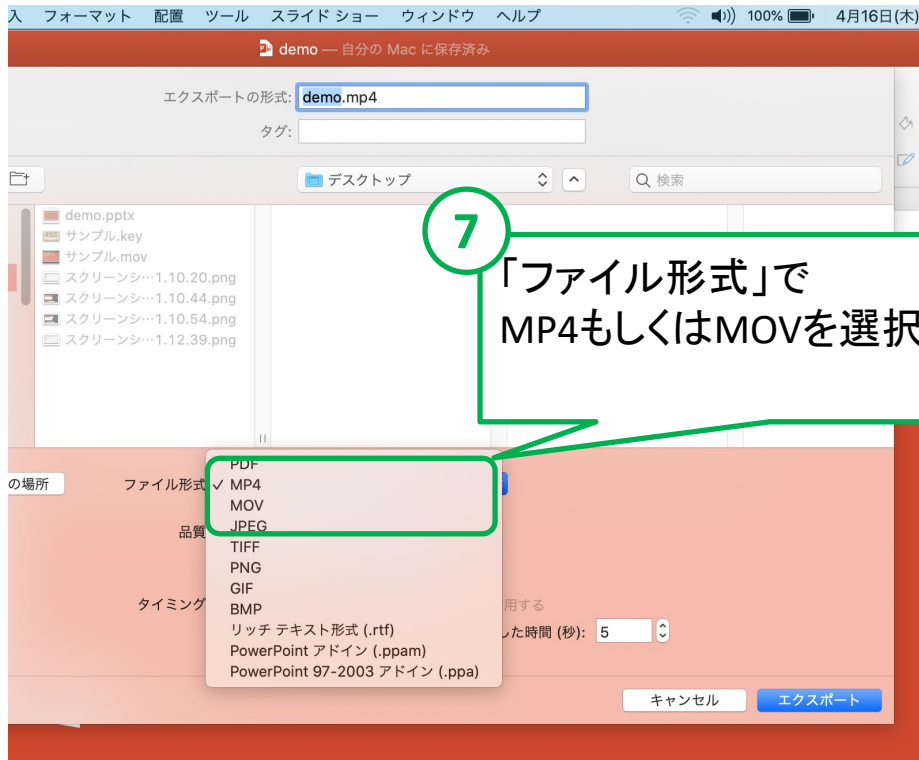 入 フォーマット 配置 ツール スライド ショー ウィンドウ ヘルプ 100% 4月16日(木)
demo — 自分の Mac に保存済み
エクスポートの形式: demo.mp4
タグ:
デスクトップ 検索
demo.pptx
サンプル.key
サンプル.mov
スクリーンシ…1.10.20.png
スクリーンシ…1.10.44.png
スクリーンシ…1.10.54.png
スクリーンシ…1.12.39.png
7
「ファイル形式」で
MP4もしくはMOVを選択
の場所 ファイル形式
PDF
✓ MP4
MOV
JPEG
TIFF
PNG
GIF
BMP
リッチ テキスト形式 (.rtf)
PowerPoint アドイン (.ppam)
PowerPoint 97-2003 アドイン (.ppa)
品質
タイミング 用する
した時間 (秒): 5
キャンセル エクスポート